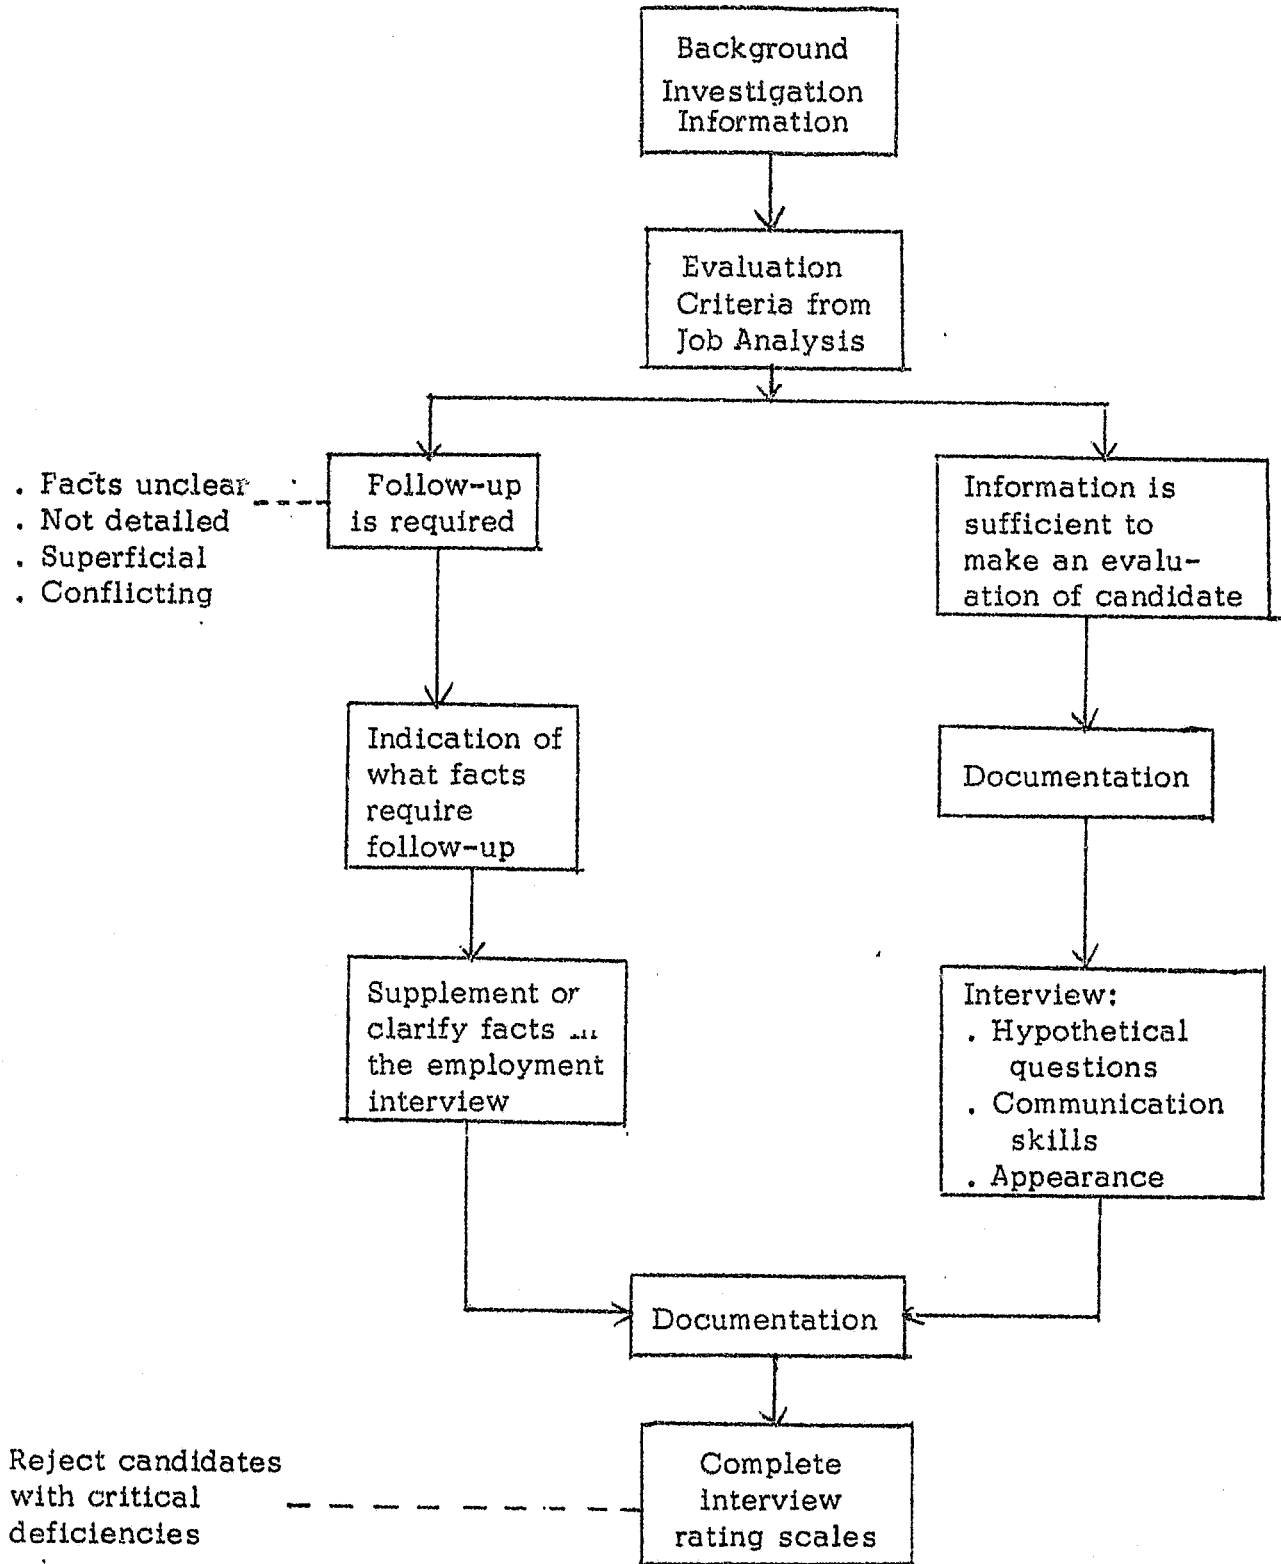 Background
Investigation
Information
Evaluation
Criteria from
Job Analysis
. Facts unclear
. Not detailed
. Superficial
. Conflicting
Follow-up
is required
Information is
sufficient to
make an evalu-
ation of candidate
Indication of
what facts
require
follow-up
Documentation
Supplement or
clarify facts
the employment
interview
Interview:
. Hypothetical
questions
. Communication
skills
. Appearance
Documentation
Reject candidates
with critical
deficiencies
Complete
interview
rating scales